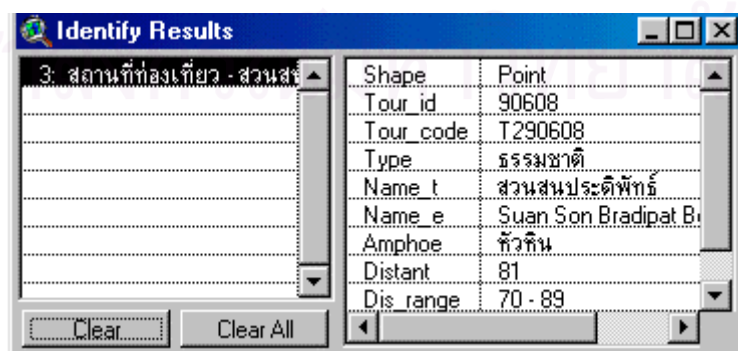 Identify Results
3: สถานที่ท่องเที่ยว - สวนส
Shape Point
Tour_id 90608
Tour_code T290608
Type ธรรมชาติ
Name_t สวนสนประดิพัทธ์
Name_e Suan Son Bradipat
Amphoe หัวหิน
Distant 81
Dis_range 70 - 89
Clear Clear All